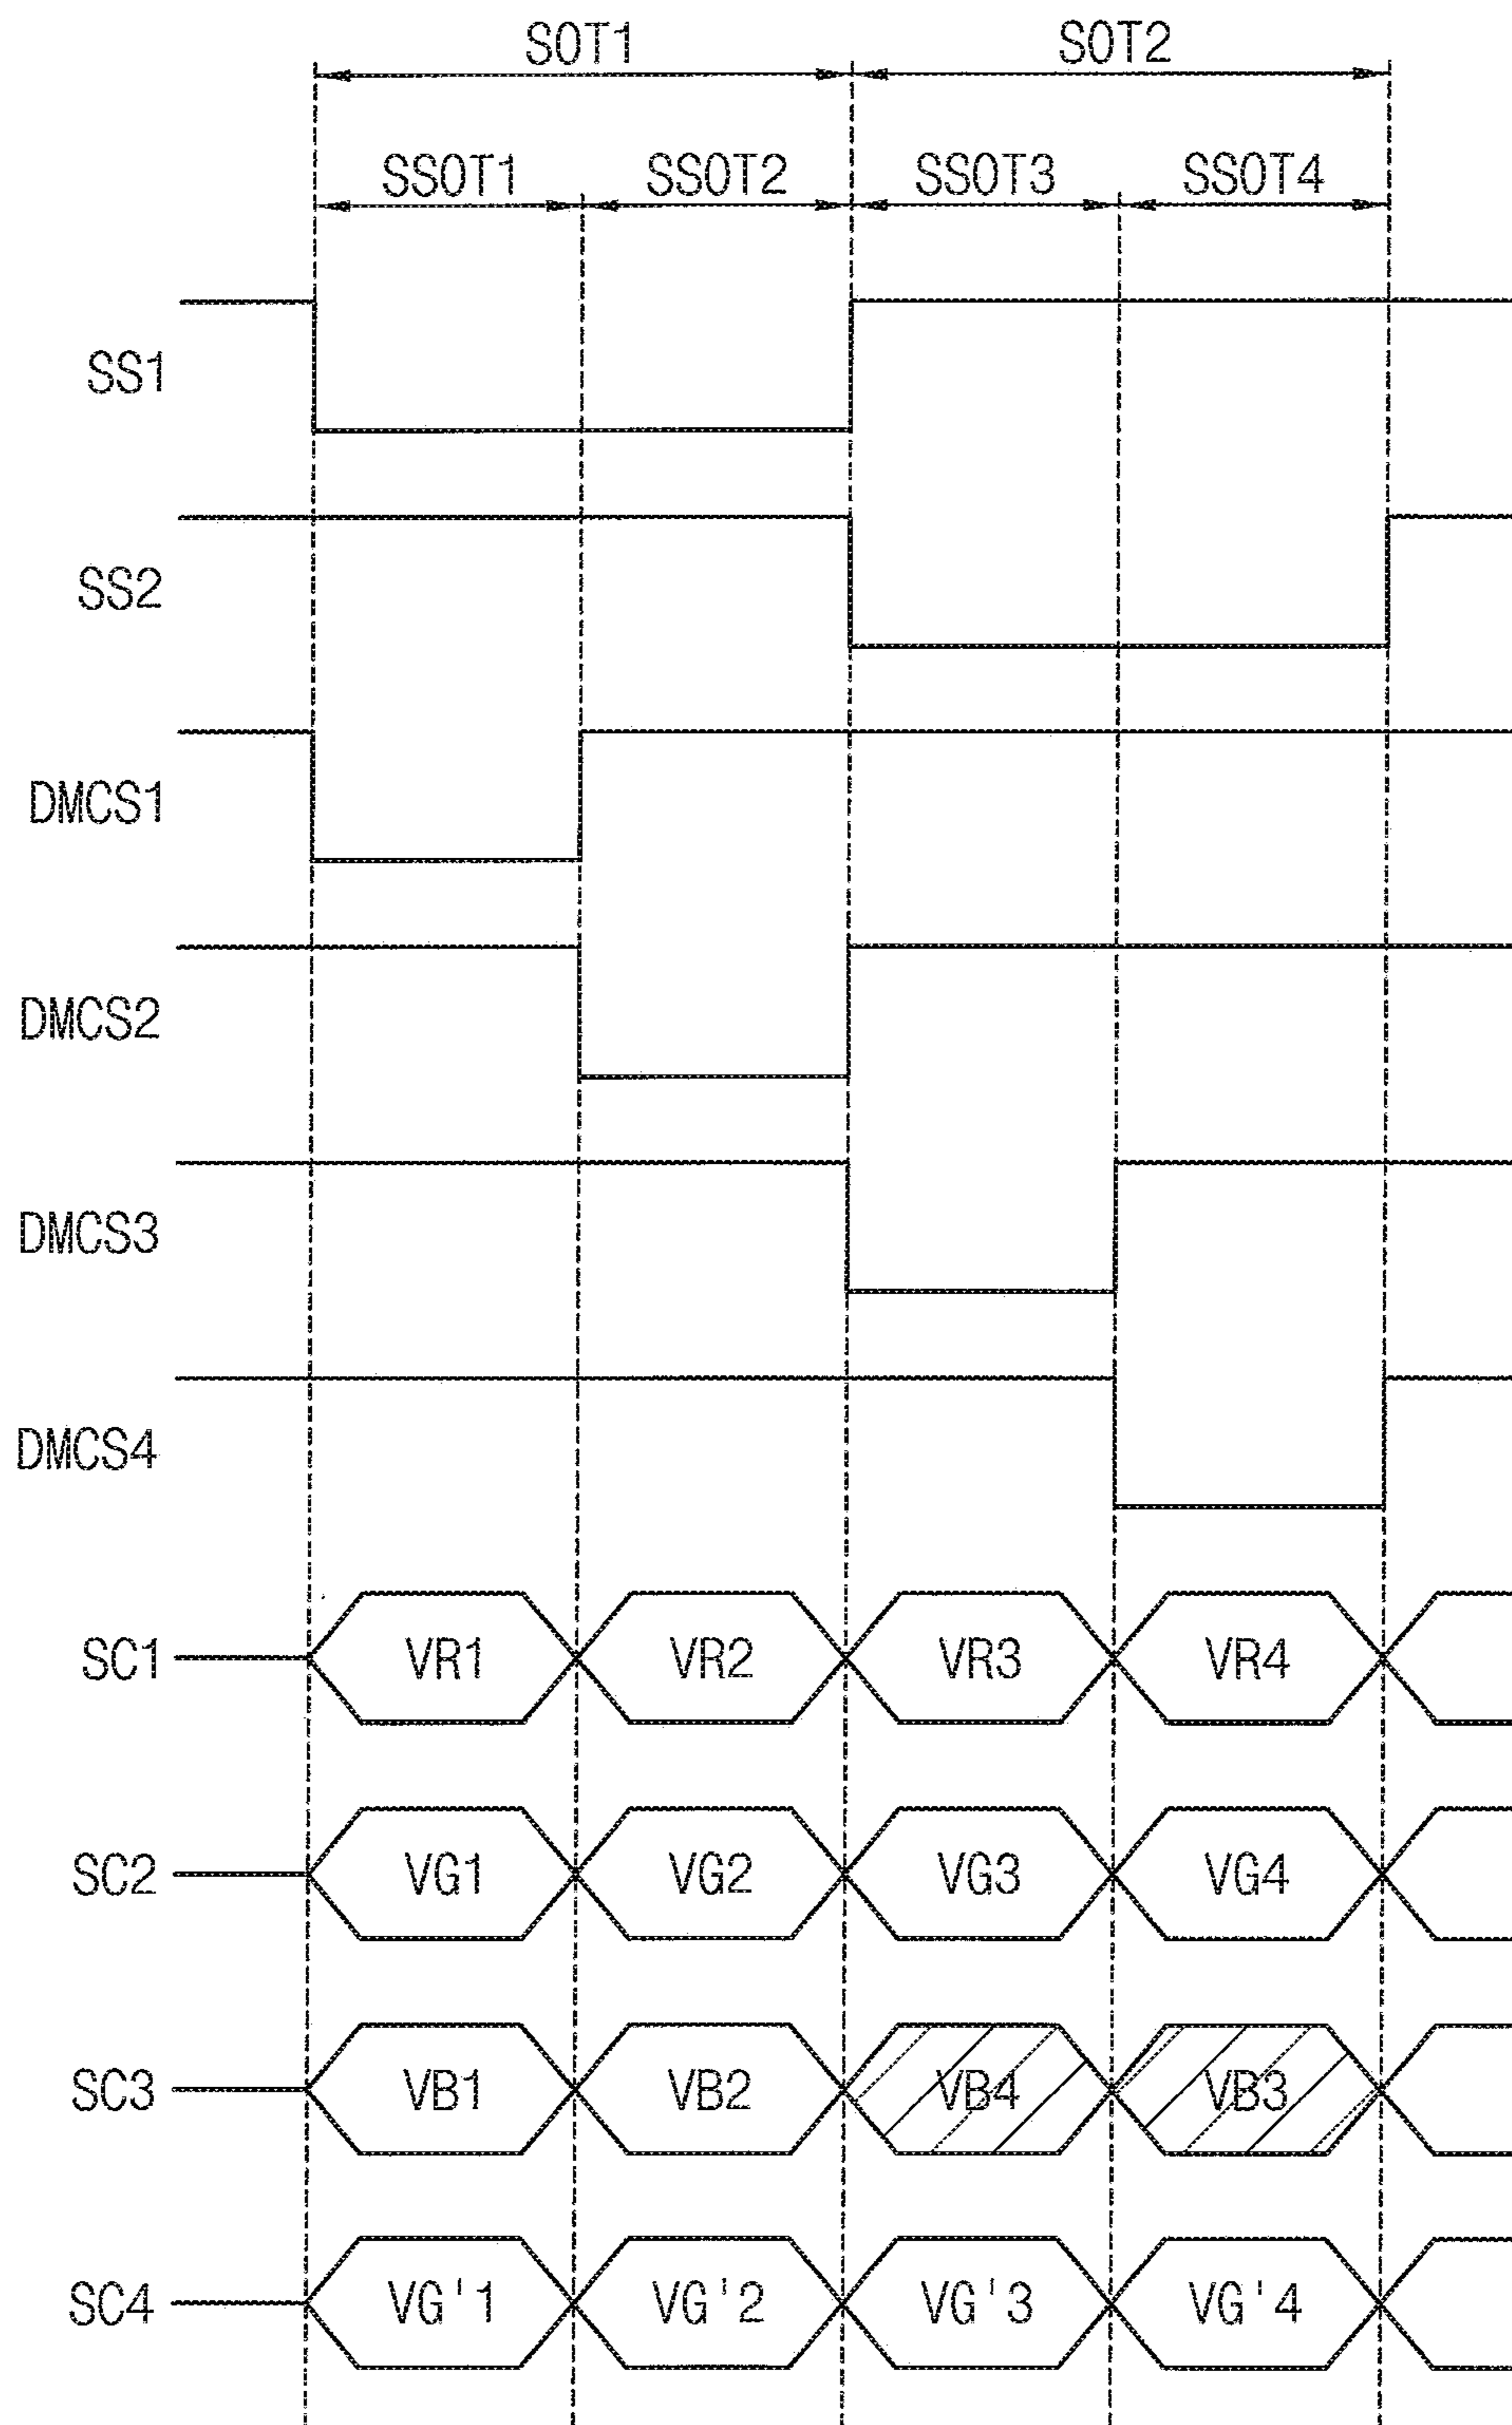 SOT1 SOT2
SSOT1 SSOT2 SSOT3 SSOT4
SS1
SS2
DMCS1
DMCS2
DMCS3
DMCS4
SC1 VR1 VR2 VR3 VR4
SC2 VG1 VG2 VG3 VG4
SC3 VB1 VB2 VB4 VB3
SC4 VG'1 VG'2 VG'3 VG'4